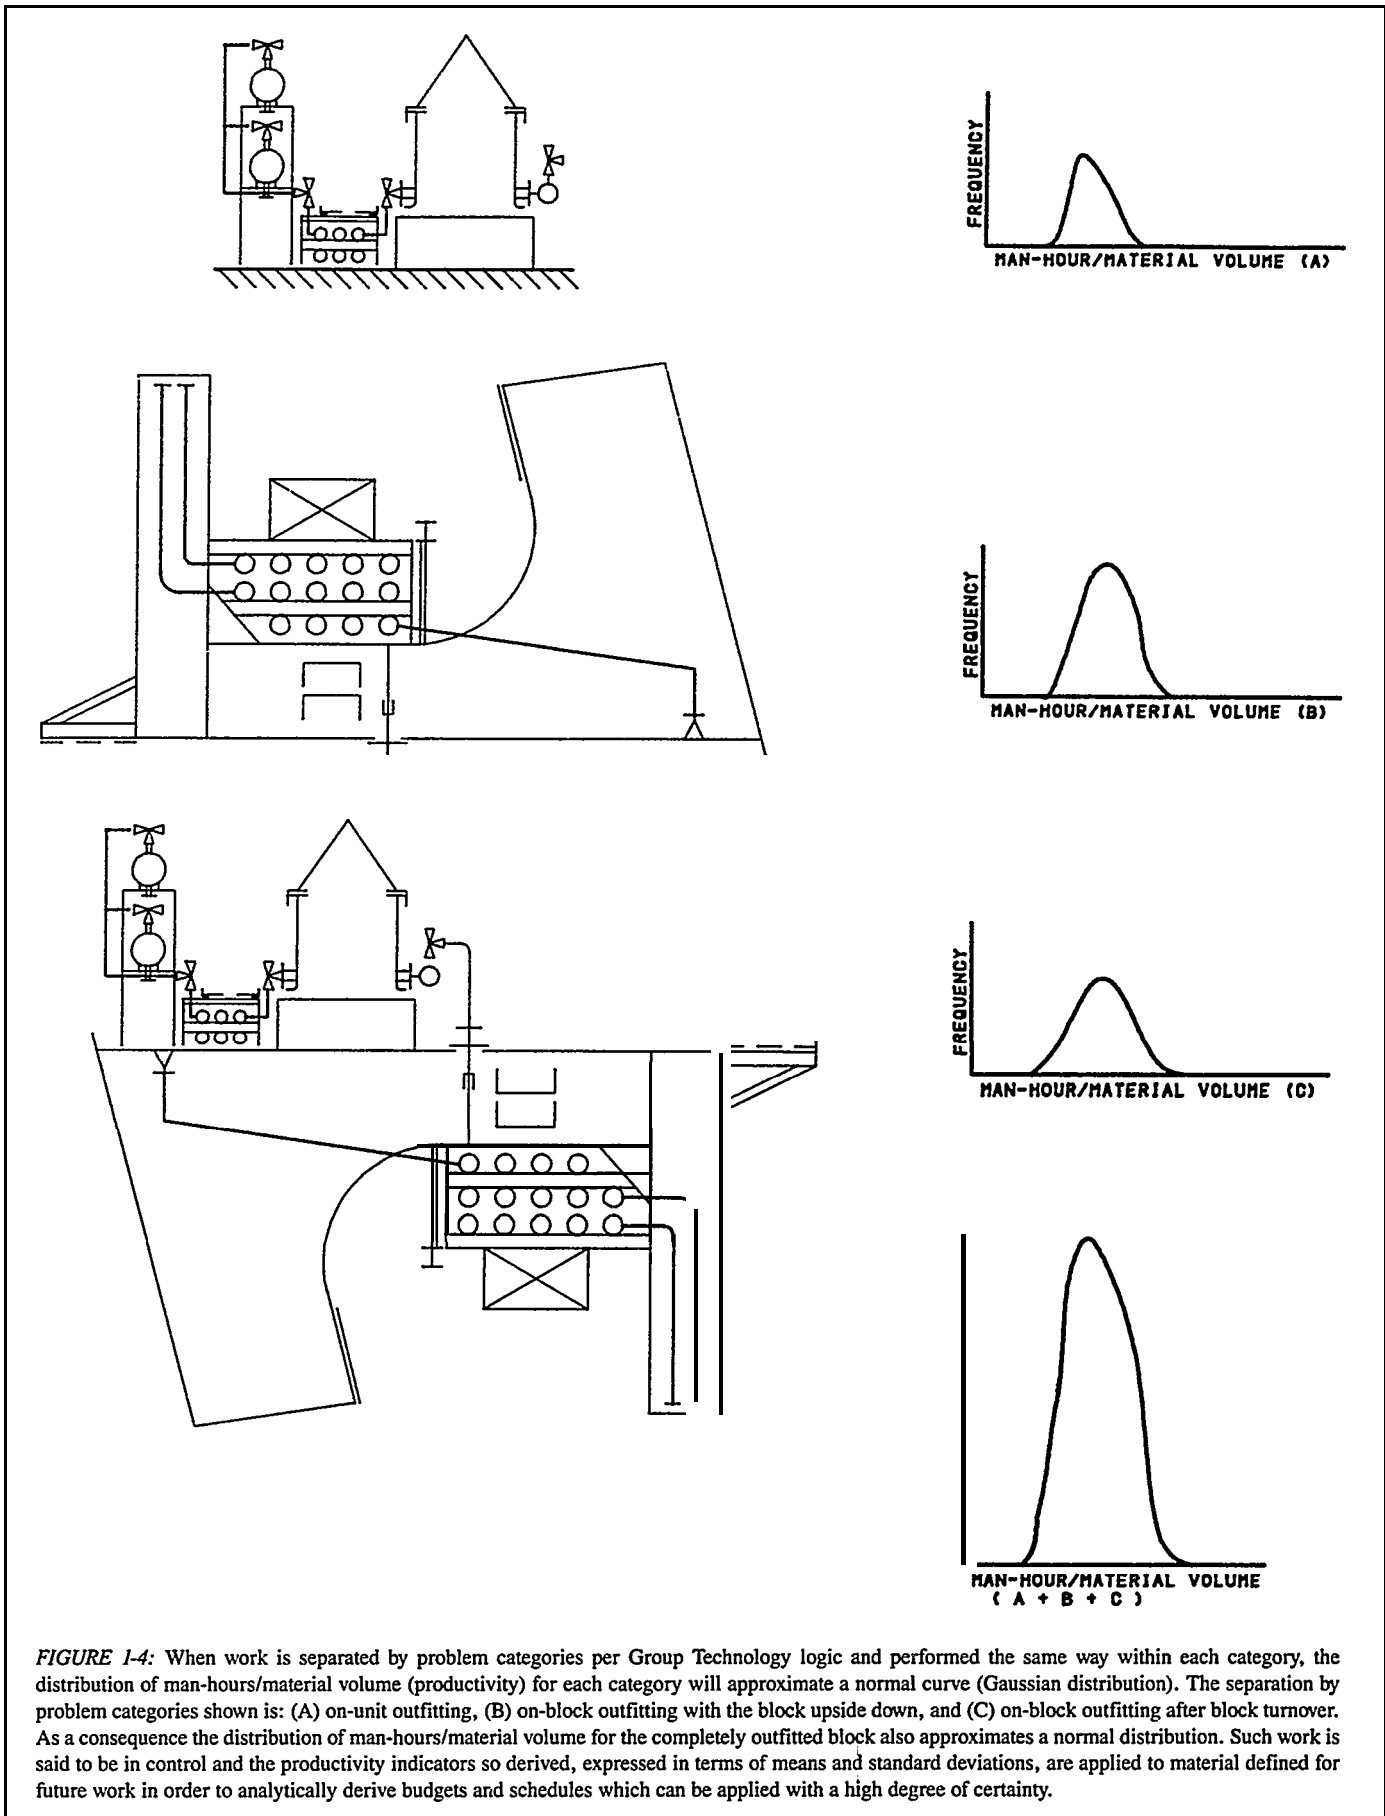 FREQUENCY
MAN-HOUR/MATERIAL VOLUME (A)
FREQUENCY
MAN-HOUR/MATERIAL VOLUME (B)
FREQUENCY
MAN-HOUR/MATERIAL VOLUME (C)
MAN-HOUR/MATERIAL VOLUME
( A + B + C )
FIGURE 1-4: When work is separated by problem categories per Group Technology logic and performed the same way within each category, the
distribution of man-hours/material volume (productivity) for each category will approximate a normal curve (Gaussian distribution). The separation by
problem categories shown is: (A) on-unit outfitting, (B) on-block outfitting with the block upside down, and (C) on-block outfitting after block turnover.
As a consequence the distribution of man-hours/material volume for the completely outfitted block also approximates a normal distribution. Such work is
said to be in control and the productivity indicators so derived, expressed in terms of means and standard deviations, are applied to material defined for
future work in order to analytically derive budgets and schedules which can be applied with a high degree of certainty.